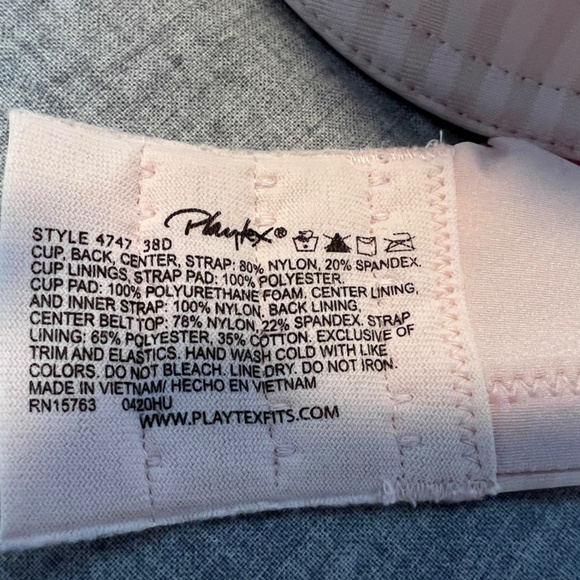 Playtex®
STYLE 4747 38D
CUP, BACK, CENTER, STRAP: 80% NYLON, 20% SPANDEX.
CUP LININGS, STRAP PAD: 100% POLYESTER.
CUP PAD: 100% POLYURETHANE FOAM. CENTER LINING,
AND INNER STRAP: 100% NYLON, BACK LINING,
CENTER BELT TOP: 78% NYLON, 22% SPANDEX. STRAP
LINING: 65% POLYESTER, 35% COTTON. EXCLUSIVE OF
TRIM AND ELASTICS. HAND WASH COLD WITH LIKE
COLORS. DO NOT BLEACH. LINE DRY. DO NOT IRON.
MADE IN VIETNAM/ HECHO EN VIETNAM
RN15763 0420HU
WWW.PLAYTEXFITS.COM